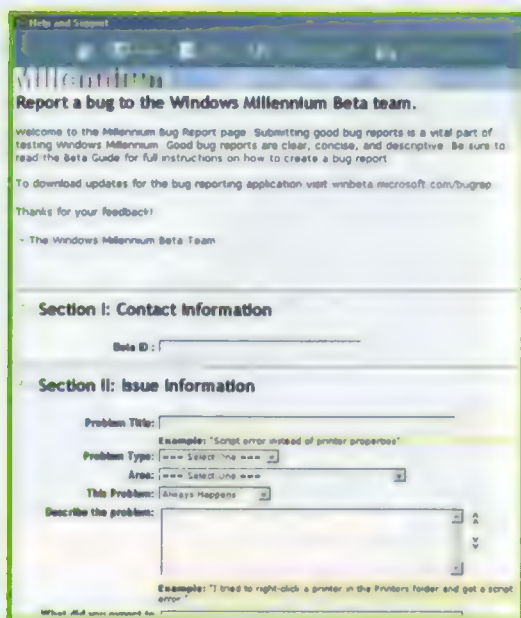 Help and Support
Report a bug to the Windows Millennium Beta team.
Welcome to the Millennium Bug Report page. Submitting good bug reports is a vital part of
testing Windows Millennium. Good bug reports are clear, concise, and descriptive. Be sure to
read the Beta Guide for full instructions on how to create a bug report.
To download updates for the bug reporting application visit winbeta.microsoft.com/bugrep
Thanks for your feedback!
- The Windows Millennium Beta Team
Section I: Contact Information
Beta ID :
Section II: Issue Information
Problem Title:
Example: "Script error instead of printer properties"
Problem Type: === Select One ===
Area: === Select One ===
This Problem: Always Happens
Describe the problem:
Example: "I tried to right-click a printer in the Printers folder and get a script
error."
What did you expect to